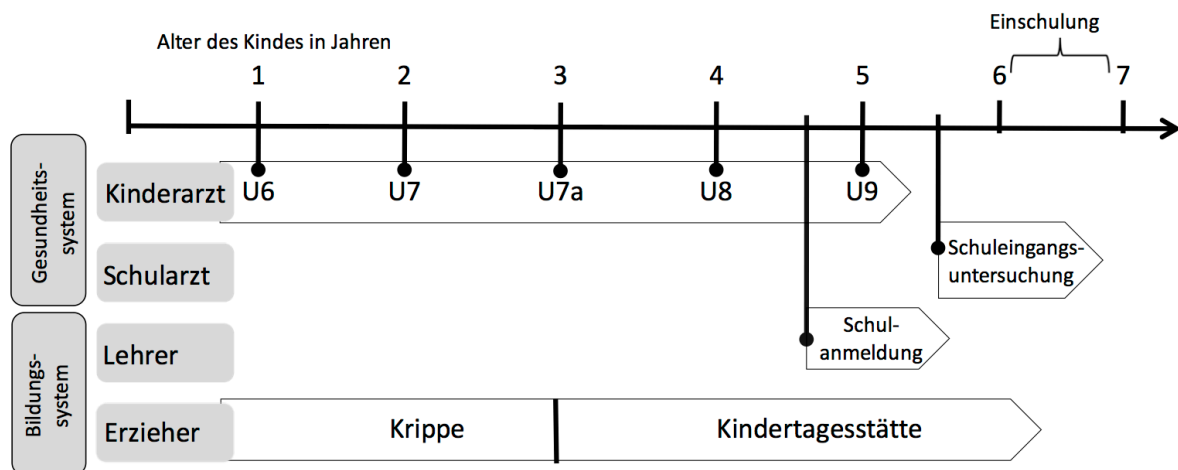 Einschulung
Alter des Kindes in Jahren
1 2 3 4 5 6 7
Gesundheits-
system
Kinderarzt
U6 U7 U7a U8 U9
Schularzt
Schuleingangs-
untersuchung
Bildungs-
system
Lehrer
Schul-
anmeldung
Erzieher
Krippe
Kindertagesstätte